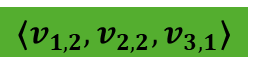 ⟨v₁,₂, v₂,₂, v₃,₁⟩